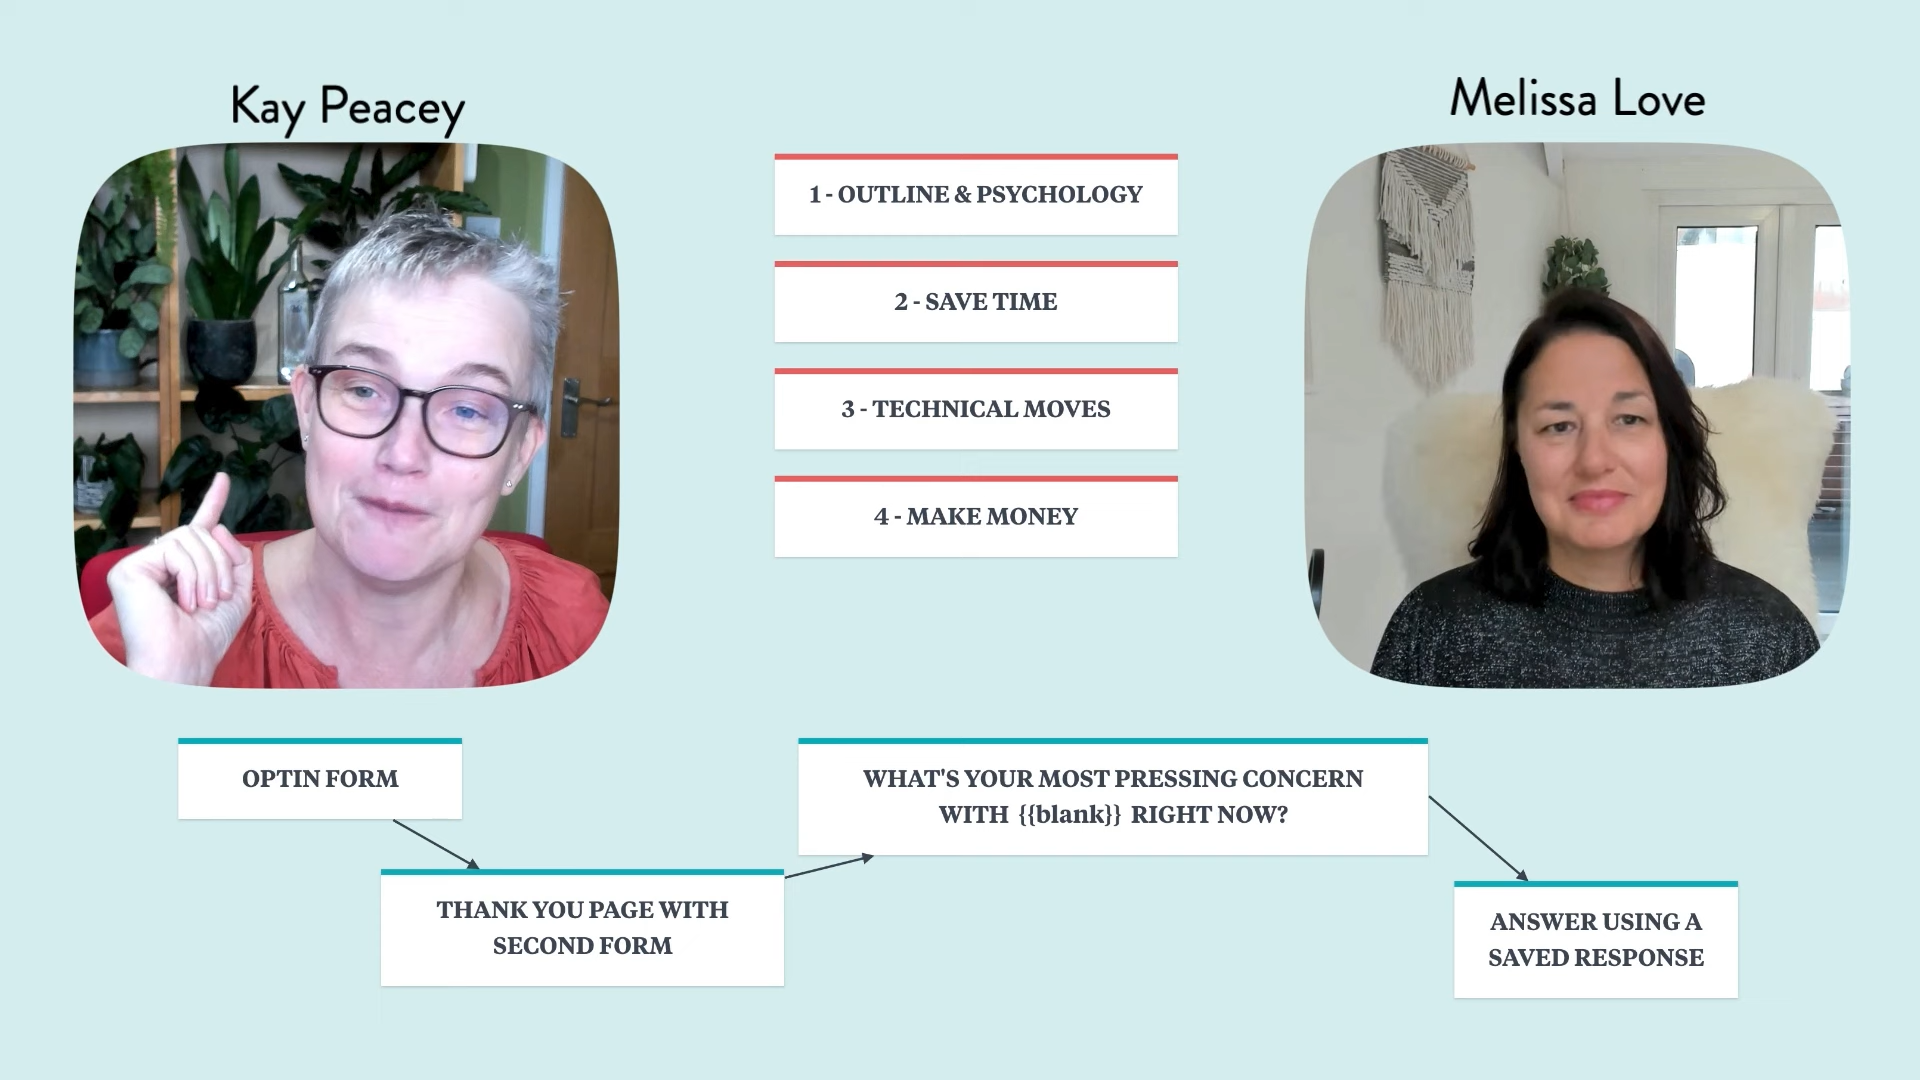 Kay Peacey
Melissa Love
1 - OUTLINE & PSYCHOLOGY
2 - SAVE TIME
3 - TECHNICAL MOVES
4 - MAKE MONEY
OPTIN FORM
THANK YOU PAGE WITH
SECOND FORM
WHAT'S YOUR MOST PRESSING CONCERN
WITH {{blank}} RIGHT NOW?
ANSWER USING A
SAVED RESPONSE